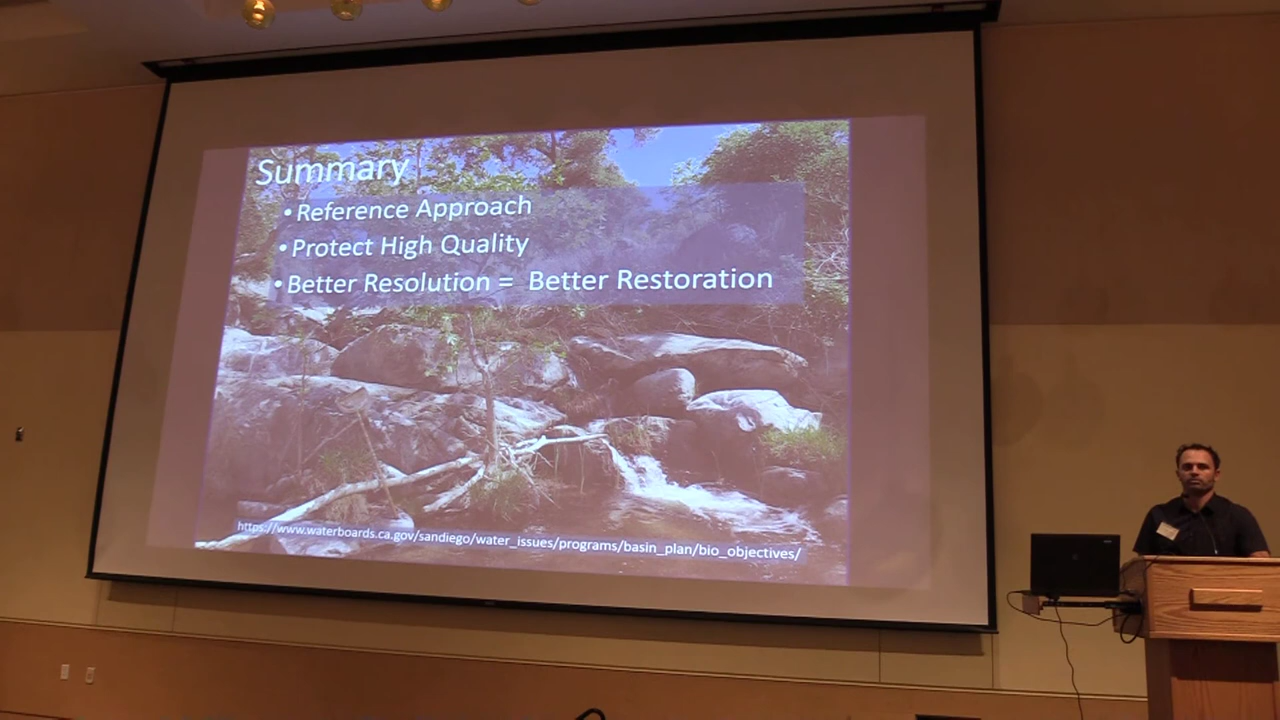 Summary
• Reference Approach
• Protect High Quality
• Better Resolution = Better Restoration
https://www.waterboards.ca.gov/sandiego/water_issues/programs/basin_plan/bio_objectives/